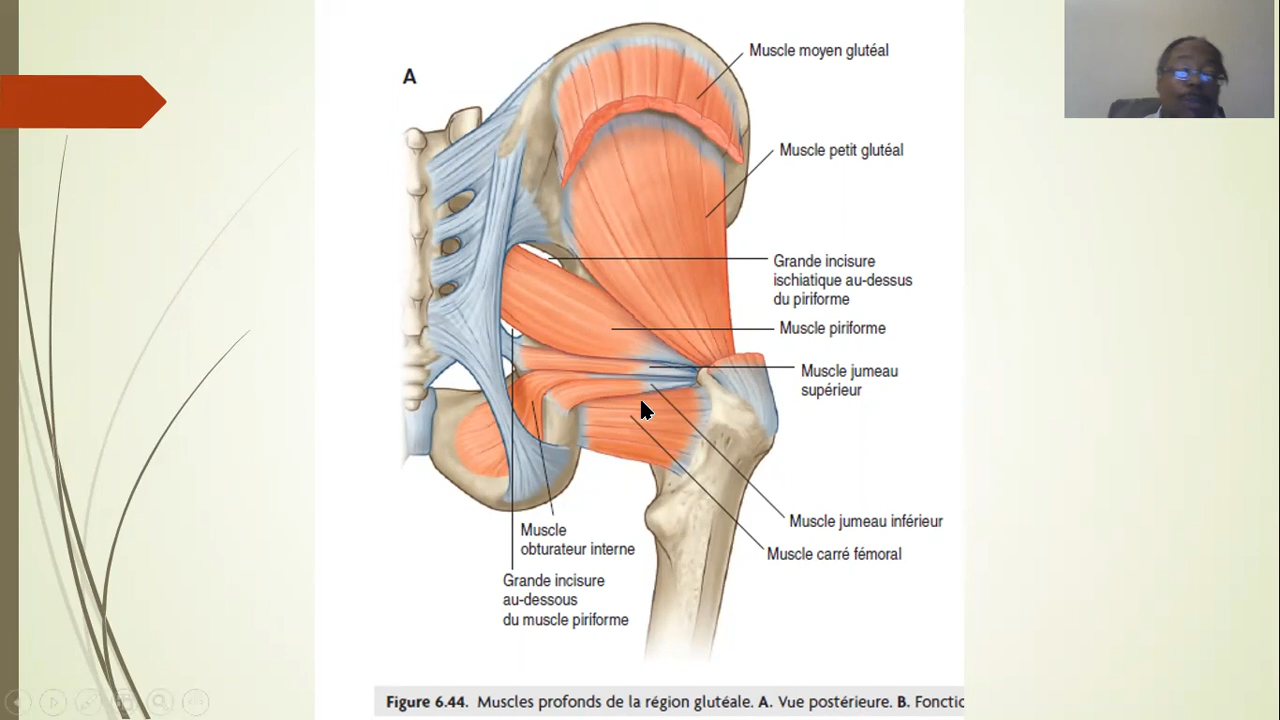 A
Muscle moyen glutéal
Muscle petit glutéal
Grande incisure
ischiatique au-dessus
du piriforme
Muscle piriforme
Muscle jumeau
supérieur
Muscle jumeau inférieur
Muscle carré fémoral
Muscle
obturateur interne
Grande incisure
au-dessous
du muscle piriforme
Figure 6.44. Muscles profonds de la région glutéale. A. Vue postérieure. B. Fonctio